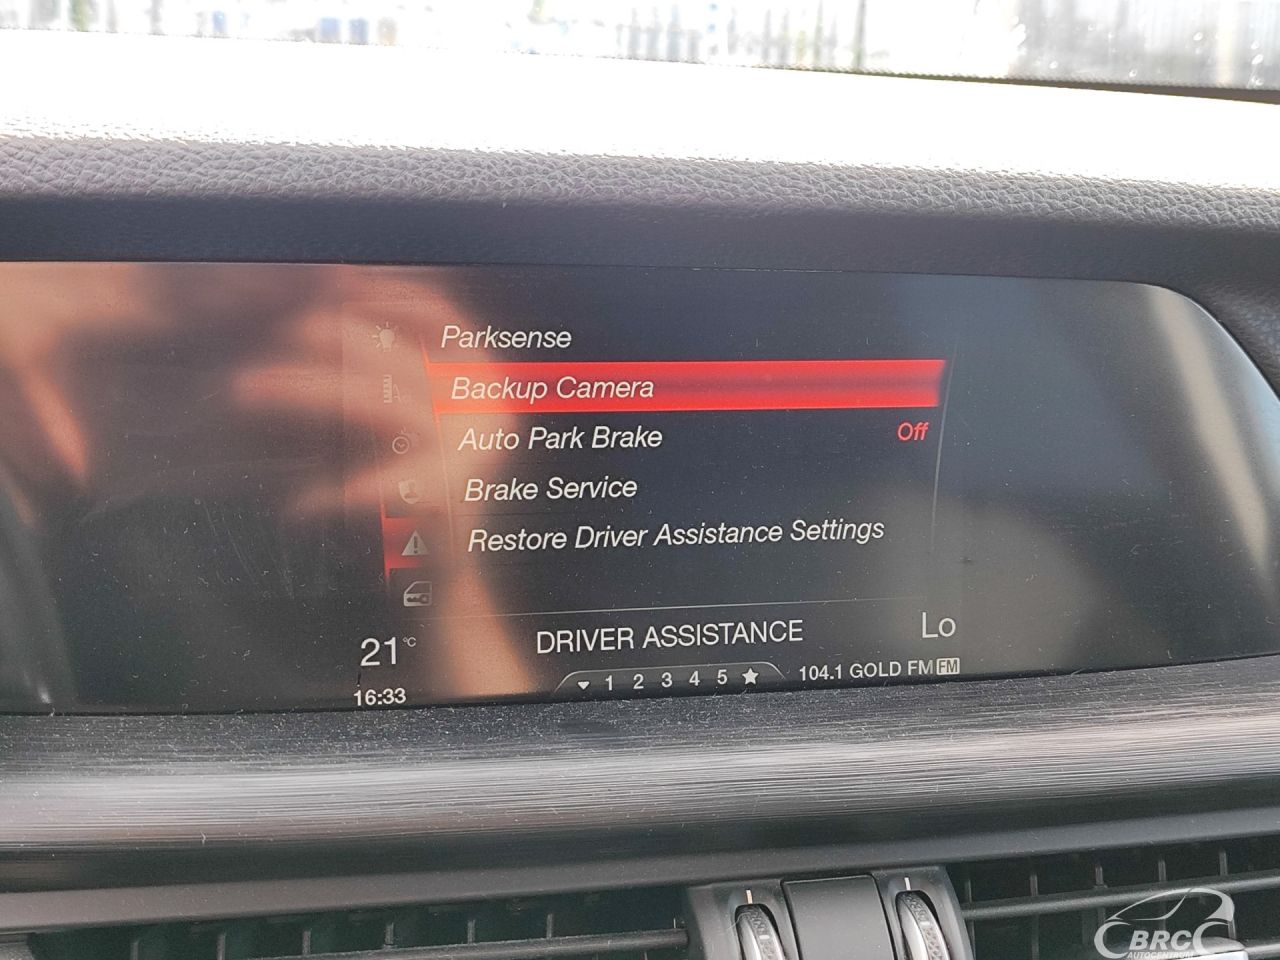 Parksense
Backup Camera
Auto Park Brake Off
Brake Service
Restore Driver Assistance Settings
21°C DRIVER ASSISTANCE Lo
16:33 1 2 3 4 5 104.1 GOLD FM FM
BRC
AUTOCENTRUM